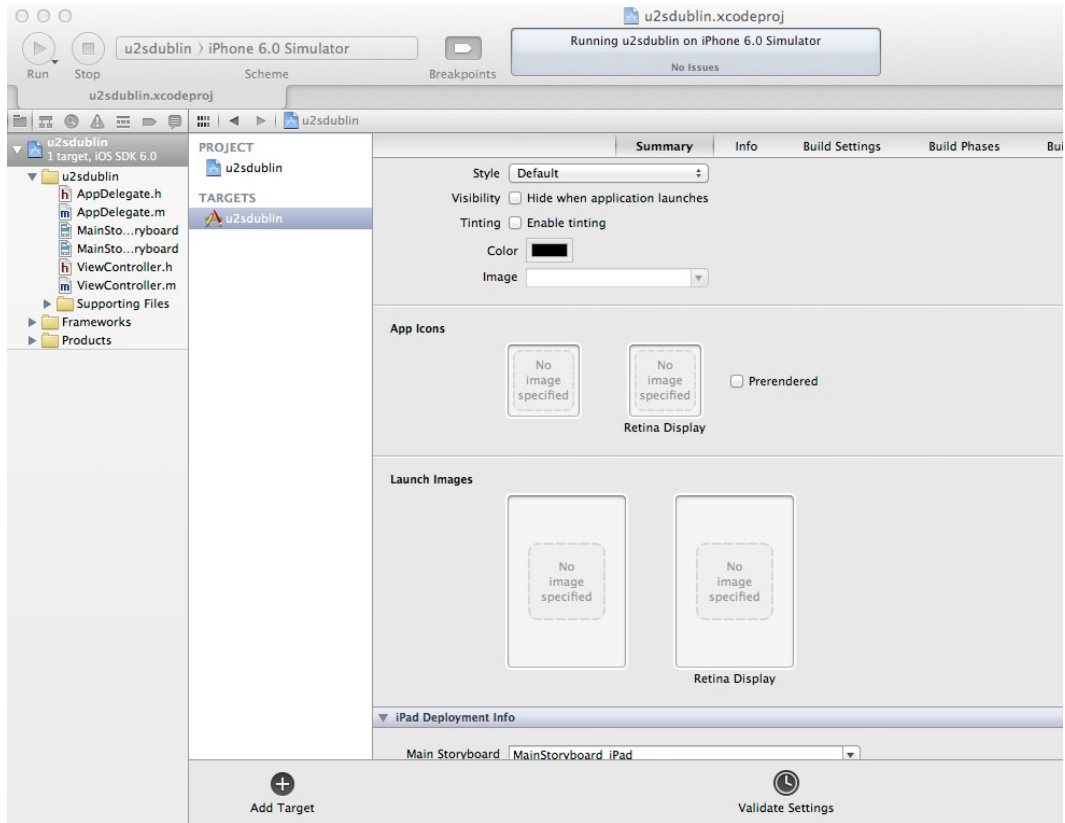 u2sdublin.xcodeproj
u2sdublin 〉 iPhone 6.0 Simulator
Running u2sdublin on iPhone 6.0 Simulator
No Issues
Run
Stop
Scheme
Breakpoints
u2sdublin.xcodeproj
u2sdublin
u2sdublin
1 target, iOS SDK 6.0
u2sdublin
h AppDelegate.h
m AppDelegate.m
MainSto...ryboard
MainSto...ryboard
h ViewController.h
m ViewController.m
Supporting Files
Frameworks
Products
PROJECT
u2sdublin
TARGETS
u2sdublin
Summary
Info
Build Settings
Build Phases
Bui
Style Default
Visibility Hide when application launches
Tinting Enable tinting
Color
Image
App Icons
No
image
specified
No
image
specified
Retina Display
Prerendered
Launch Images
No
image
specified
No
image
specified
Retina Display
iPad Deployment Info
Main Storyboard MainStoryboard_iPad
Add Target
Validate Settings